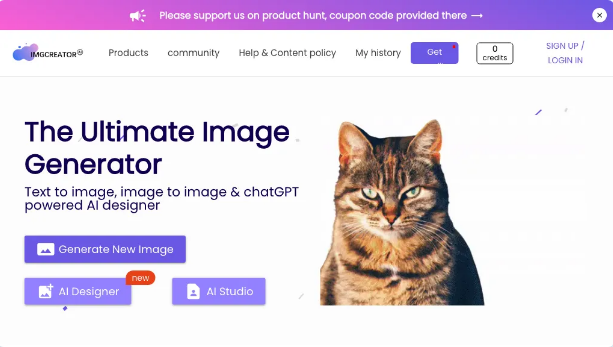 Please support us on product hunt, coupon code provided there →
IMGCREATOR
Products
community
Help & Content policy
My history
Get
0
credits
SIGN UP /
LOGIN IN
The Ultimate Image
Generator
Text to image, image to image & chatGPT
powered AI designer
Generate New Image
new
AI Designer
AI Studio